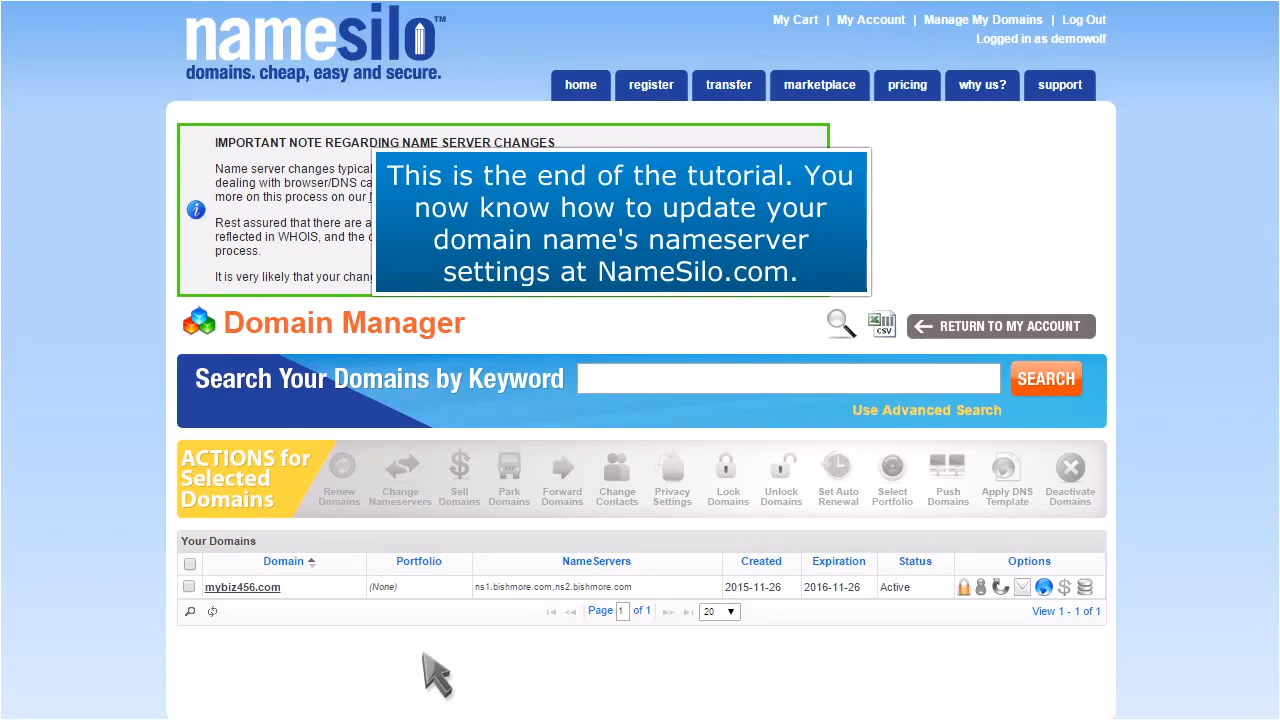 namesilo™
domains. cheap, easy and secure.
My Cart | My Account | Manage My Domains | Log Out
Logged in as demowolf
home
register
transfer
marketplace
pricing
why us?
support
IMPORTANT NOTE REGARDING NAME SERVER CHANGES
Name server changes typical
dealing with browser/DNS ca
more on this process on our
Rest assured that there are a
reflected in WHOIS, and the
process.
It is very likely that your chan
This is the end of the tutorial. You
now know how to update your
domain name's nameserver
settings at NameSilo.com.
Domain Manager
CSV
RETURN TO MY ACCOUNT
Search Your Domains by Keyword
SEARCH
Use Advanced Search
ACTIONS for
Selected
Domains
Renew
Domains
Change
Nameservers
Sell
Domains
Park
Domains
Forward
Domains
Change
Contacts
Privacy
Settings
Lock
Domains
Unlock
Domains
Set Auto
Renewal
Select
Portfolio
Push
Domains
Apply DNS
Template
Deactivate
Domains
Your Domains
Domain Portfolio NameServers Created Expiration Status Options
mybiz456.com (None) ns1.bishmore.com,ns2.bishmore.com 2015-11-26 2016-11-26 Active
Page 1 of 1 20 View 1 - 1 of 1